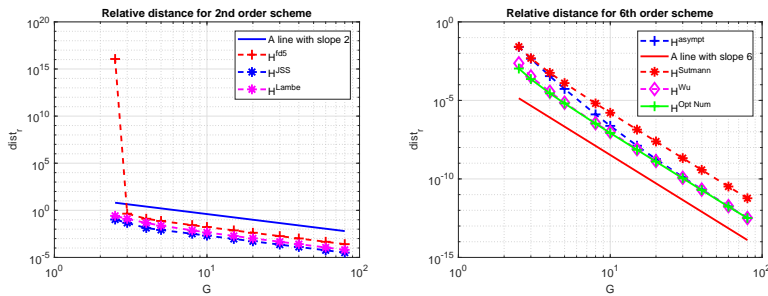 Relative distance for 2nd order scheme
10^20
10^15
10^10
10^5
10^0
10^-5
dist_r
10^0
10^1
10^2
G
A line with slope 2
H^fd5
H^JSS
H^Lambe
Relative distance for 6th order scheme
10^0
10^-5
10^-10
10^-15
dist_r
10^0
10^1
10^2
G
H^asympt
A line with slope 6
H^Sutmann
H^Wu
H^Opt Num